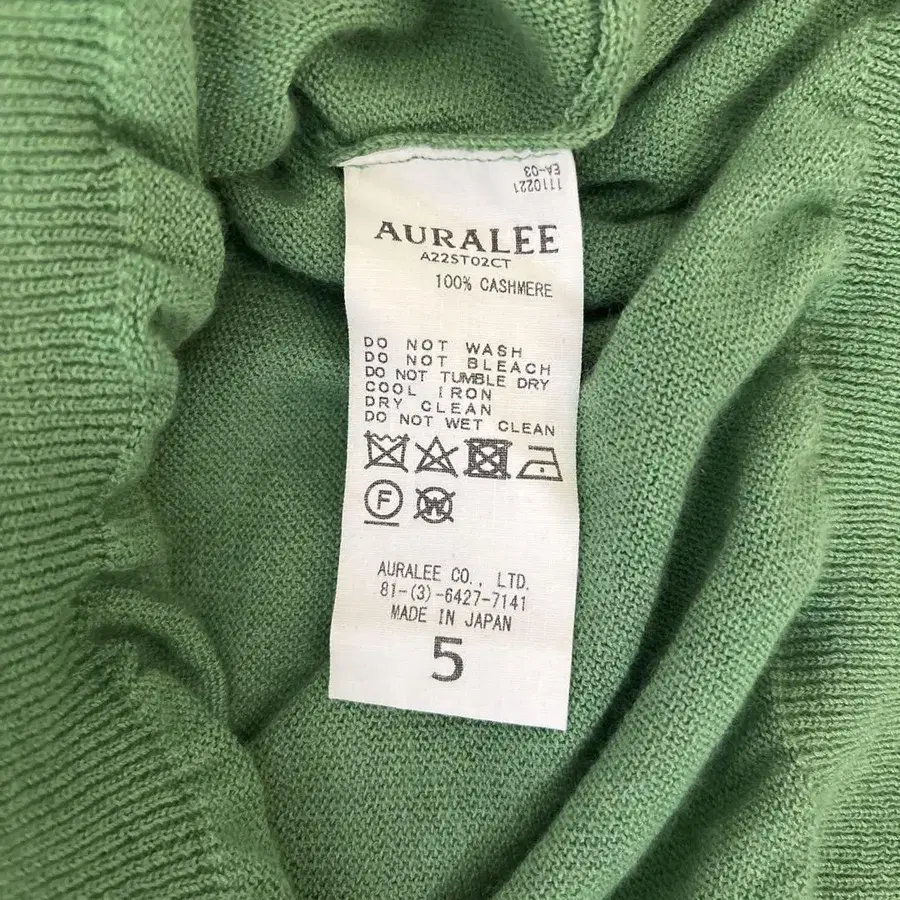 1110221
EA-03
AURALEE
A22ST02CT
100% CASHMERE
DO NOT WASH
DO NOT BLEACH
DO NOT TUMBLE DRY
COOL IRON
DRY CLEAN
DO NOT WET CLEAN
F W
AURALEE CO., LTD.
81-(3)-6427-7141
MADE IN JAPAN
5